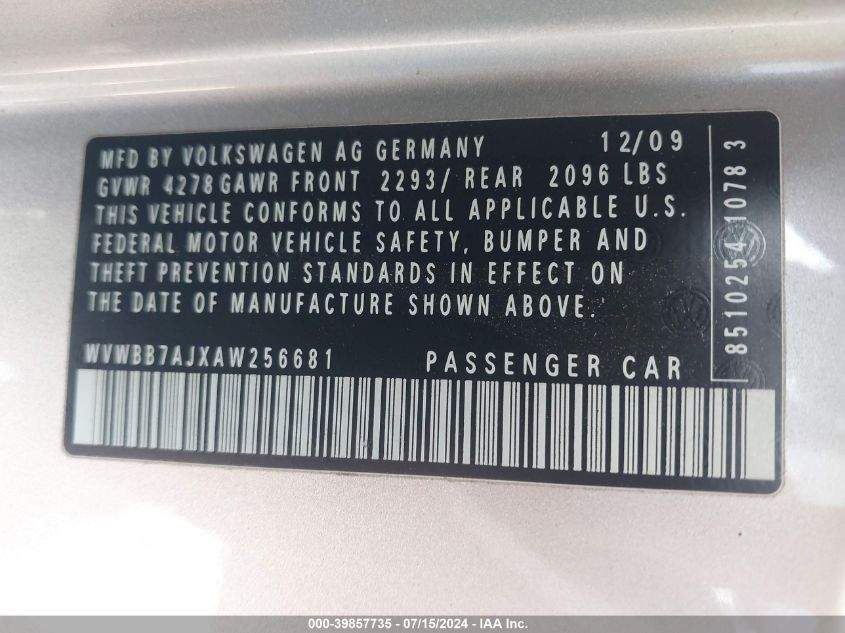 MFD BY VOLKSWAGEN AG GERMANY 12/09
GVWR 4278 GAWR FRONT 2293/ REAR 2096 LBS
THIS VEHICLE CONFORMS TO ALL APPLICABLE U.S.
FEDERAL MOTOR VEHICLE SAFETY, BUMPER AND
THEFT PREVENTION STANDARDS IN EFFECT ON
THE DATE OF MANUFACTURE SHOWN ABOVE.
WVWBB7AJXAW256681 PASSENGER CAR
8510254 10783
000-39857735 - 07/15/2024 - IAA Inc.